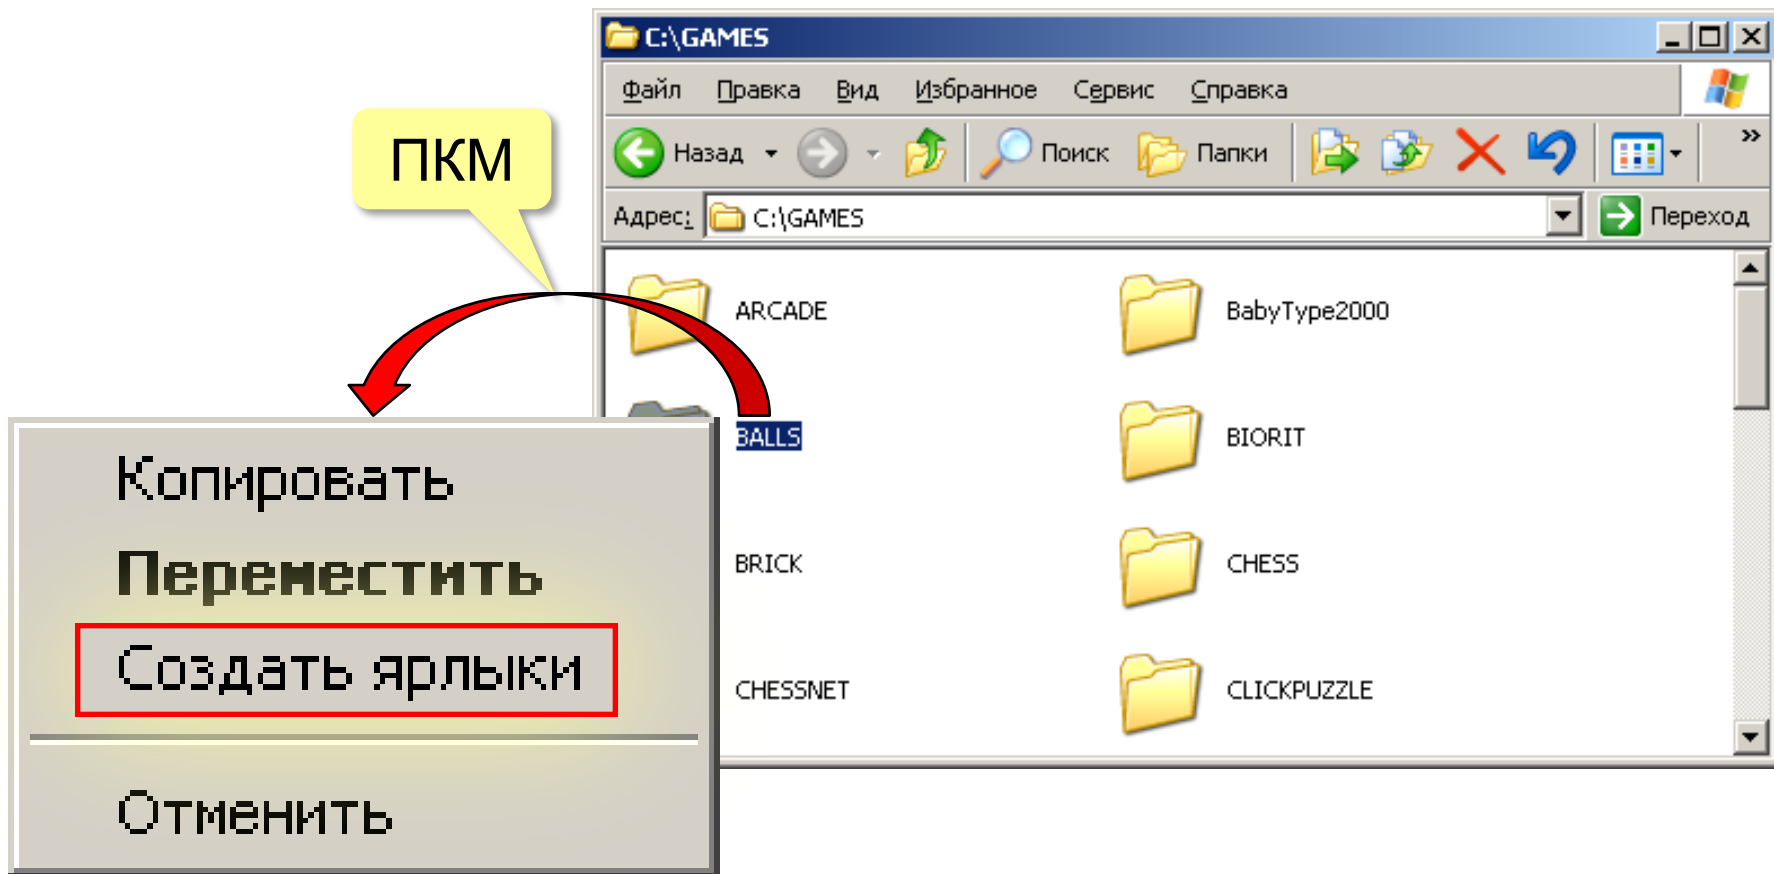 C:\GAMES
Файл Правка Вид Избранное Сервис Справка
Назад Поиск Папки »
Адрес: C:\GAMES Переход
ПКМ
ARCADE BabyType2000
BALLS BIORIT
BRICK CHESS
CHESSNET CLICKPUZZLE
Копировать
Переместить
Создать ярлыки
Отменить